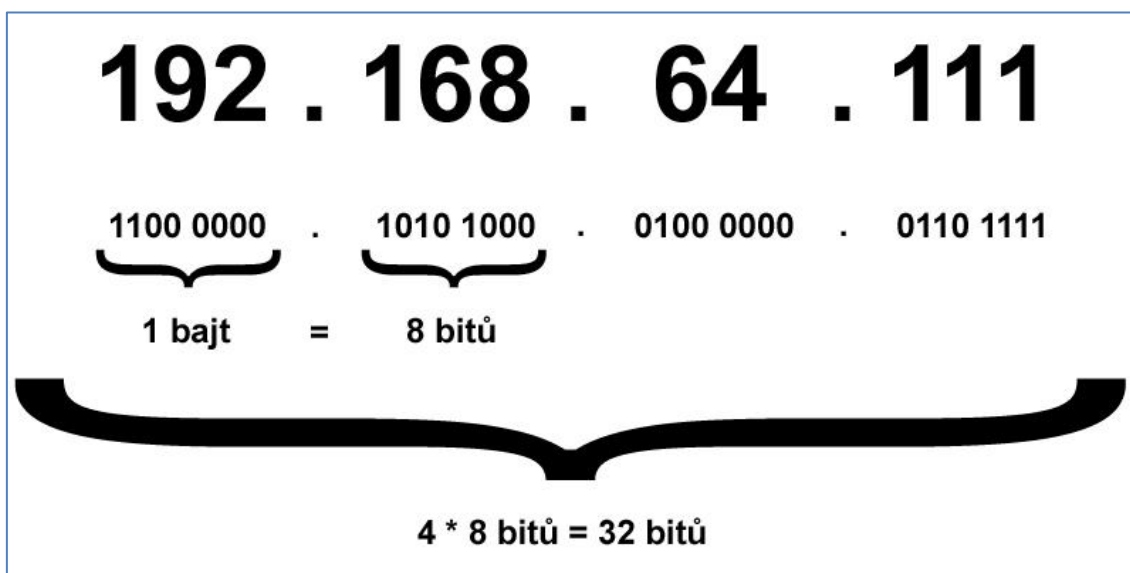 192 . 168 . 64 . 111
1100 0000 . 1010 1000 . 0100 0000 . 0110 1111
1 bajt = 8 bitů
4 * 8 bitů = 32 bitů